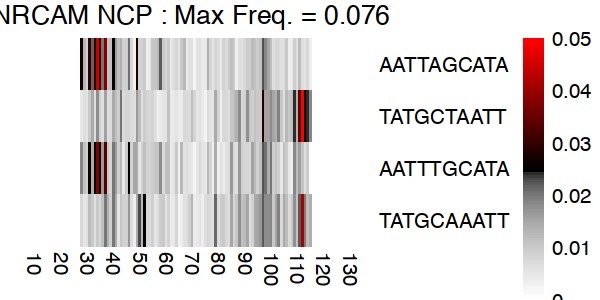 NRCAM NCP : Max Freq. = 0.076
AATTAGCATA
TATGCTAATT
AATTTGCATA
TATGCAAATT
0.05
0.04
0.03
0.02
0.01
0
10 20 30 40 50 60 70 80 90 100 110 120 130